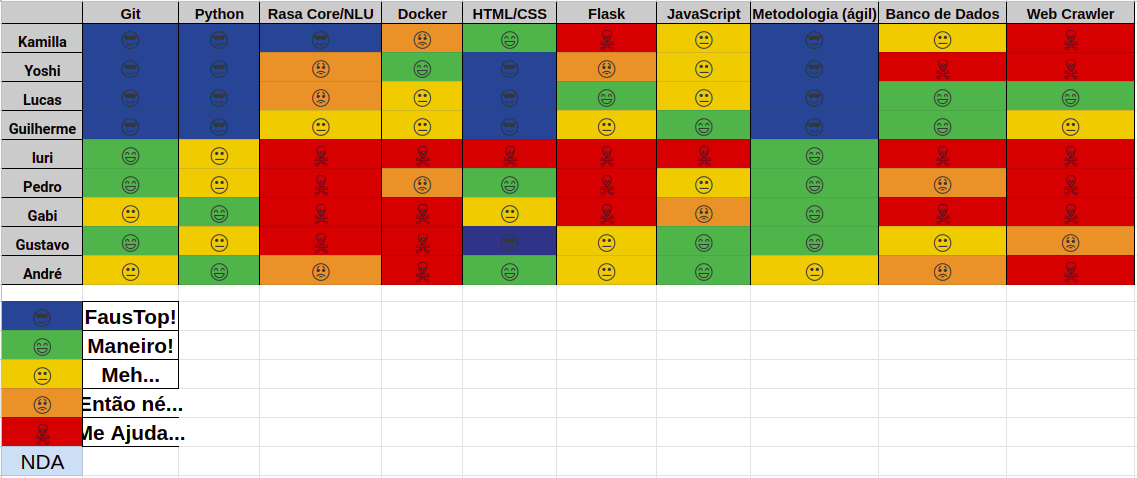 Git Python Rasa Core/NLU Docker HTML/CSS Flask JavaScript Metodologia (ágil) Banco de Dados Web Crawler
Kamilla 😎 😎 😎 😟 😄 ☠ 😐 😎 😐 ☠
Yoshi 😎 😎 😟 😄 😎 😟 😐 😎 ☠ ☠
Lucas 😎 😎 😟 😐 😎 😄 😐 😎 😄 😄
Guilherme 😎 😎 😐 😐 😎 😐 😄 😎 😄 😐
Iuri 😄 😐 ☠ ☠ ☠ ☠ ☠ 😄 ☠ ☠
Pedro 😄 😐 ☠ 😟 😄 ☠ 😐 😄 😟 ☠
Gabi 😐 😄 ☠ ☠ 😐 ☠ 😟 😄 ☠ ☠
Gustavo 😄 😐 ☠ ☠ 😎 😐 😄 😄 😐 😟
André 😐 😄 😟 ☠ 😄 😐 😄 😐 😟 ☠
😎 FausTop!
😄 Maneiro!
😐 Meh...
😟 Então né...
☠ Me Ajuda...
NDA